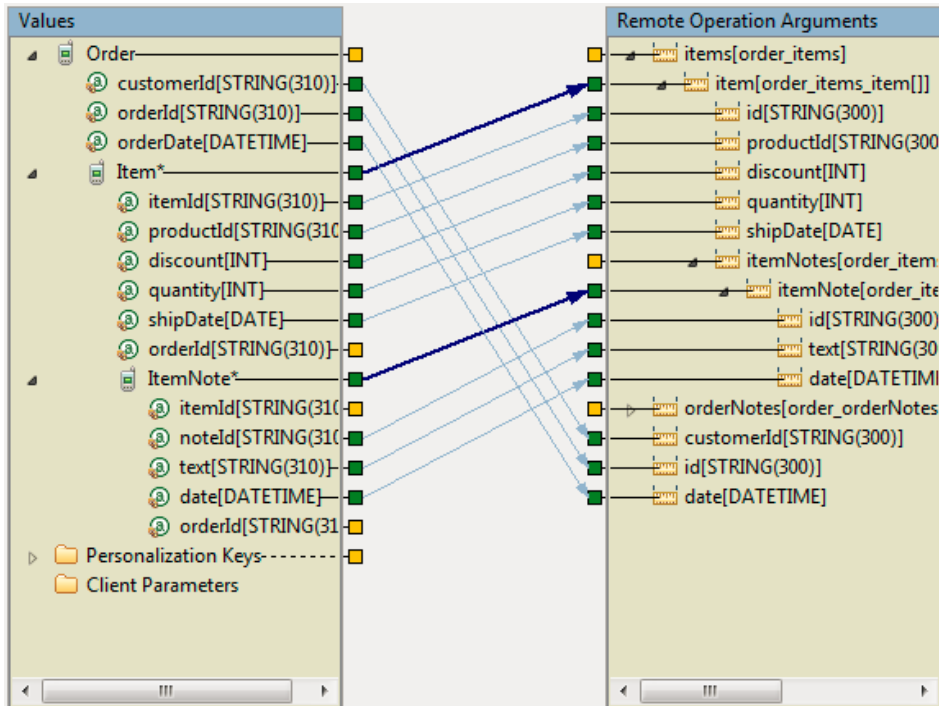 Values
Order
customerId[STRING(310)]
orderId[STRING(310)]
orderDate[DATETIME]
Item*
itemId[STRING(310)]
productId[STRING(310
discount[INT]
quantity[INT]
shipDate[DATE]
orderId[STRING(310)]
ItemNote*
itemId[STRING(310
noteId[STRING(310
text[STRING(310)]
date[DATETIME]
orderId[STRING(31
Personalization Keys
Client Parameters
Remote Operation Arguments
items[order_items]
item[order_items_item[]]
id[STRING(300)]
productId[STRING(300
discount[INT]
quantity[INT]
shipDate[DATE]
itemNotes[order_items
itemNote[order_ite
id[STRING(300)
text[STRING(30
date[DATETIMI
orderNotes[order_orderNotes
customerId[STRING(300)]
id[STRING(300)]
date[DATETIME]